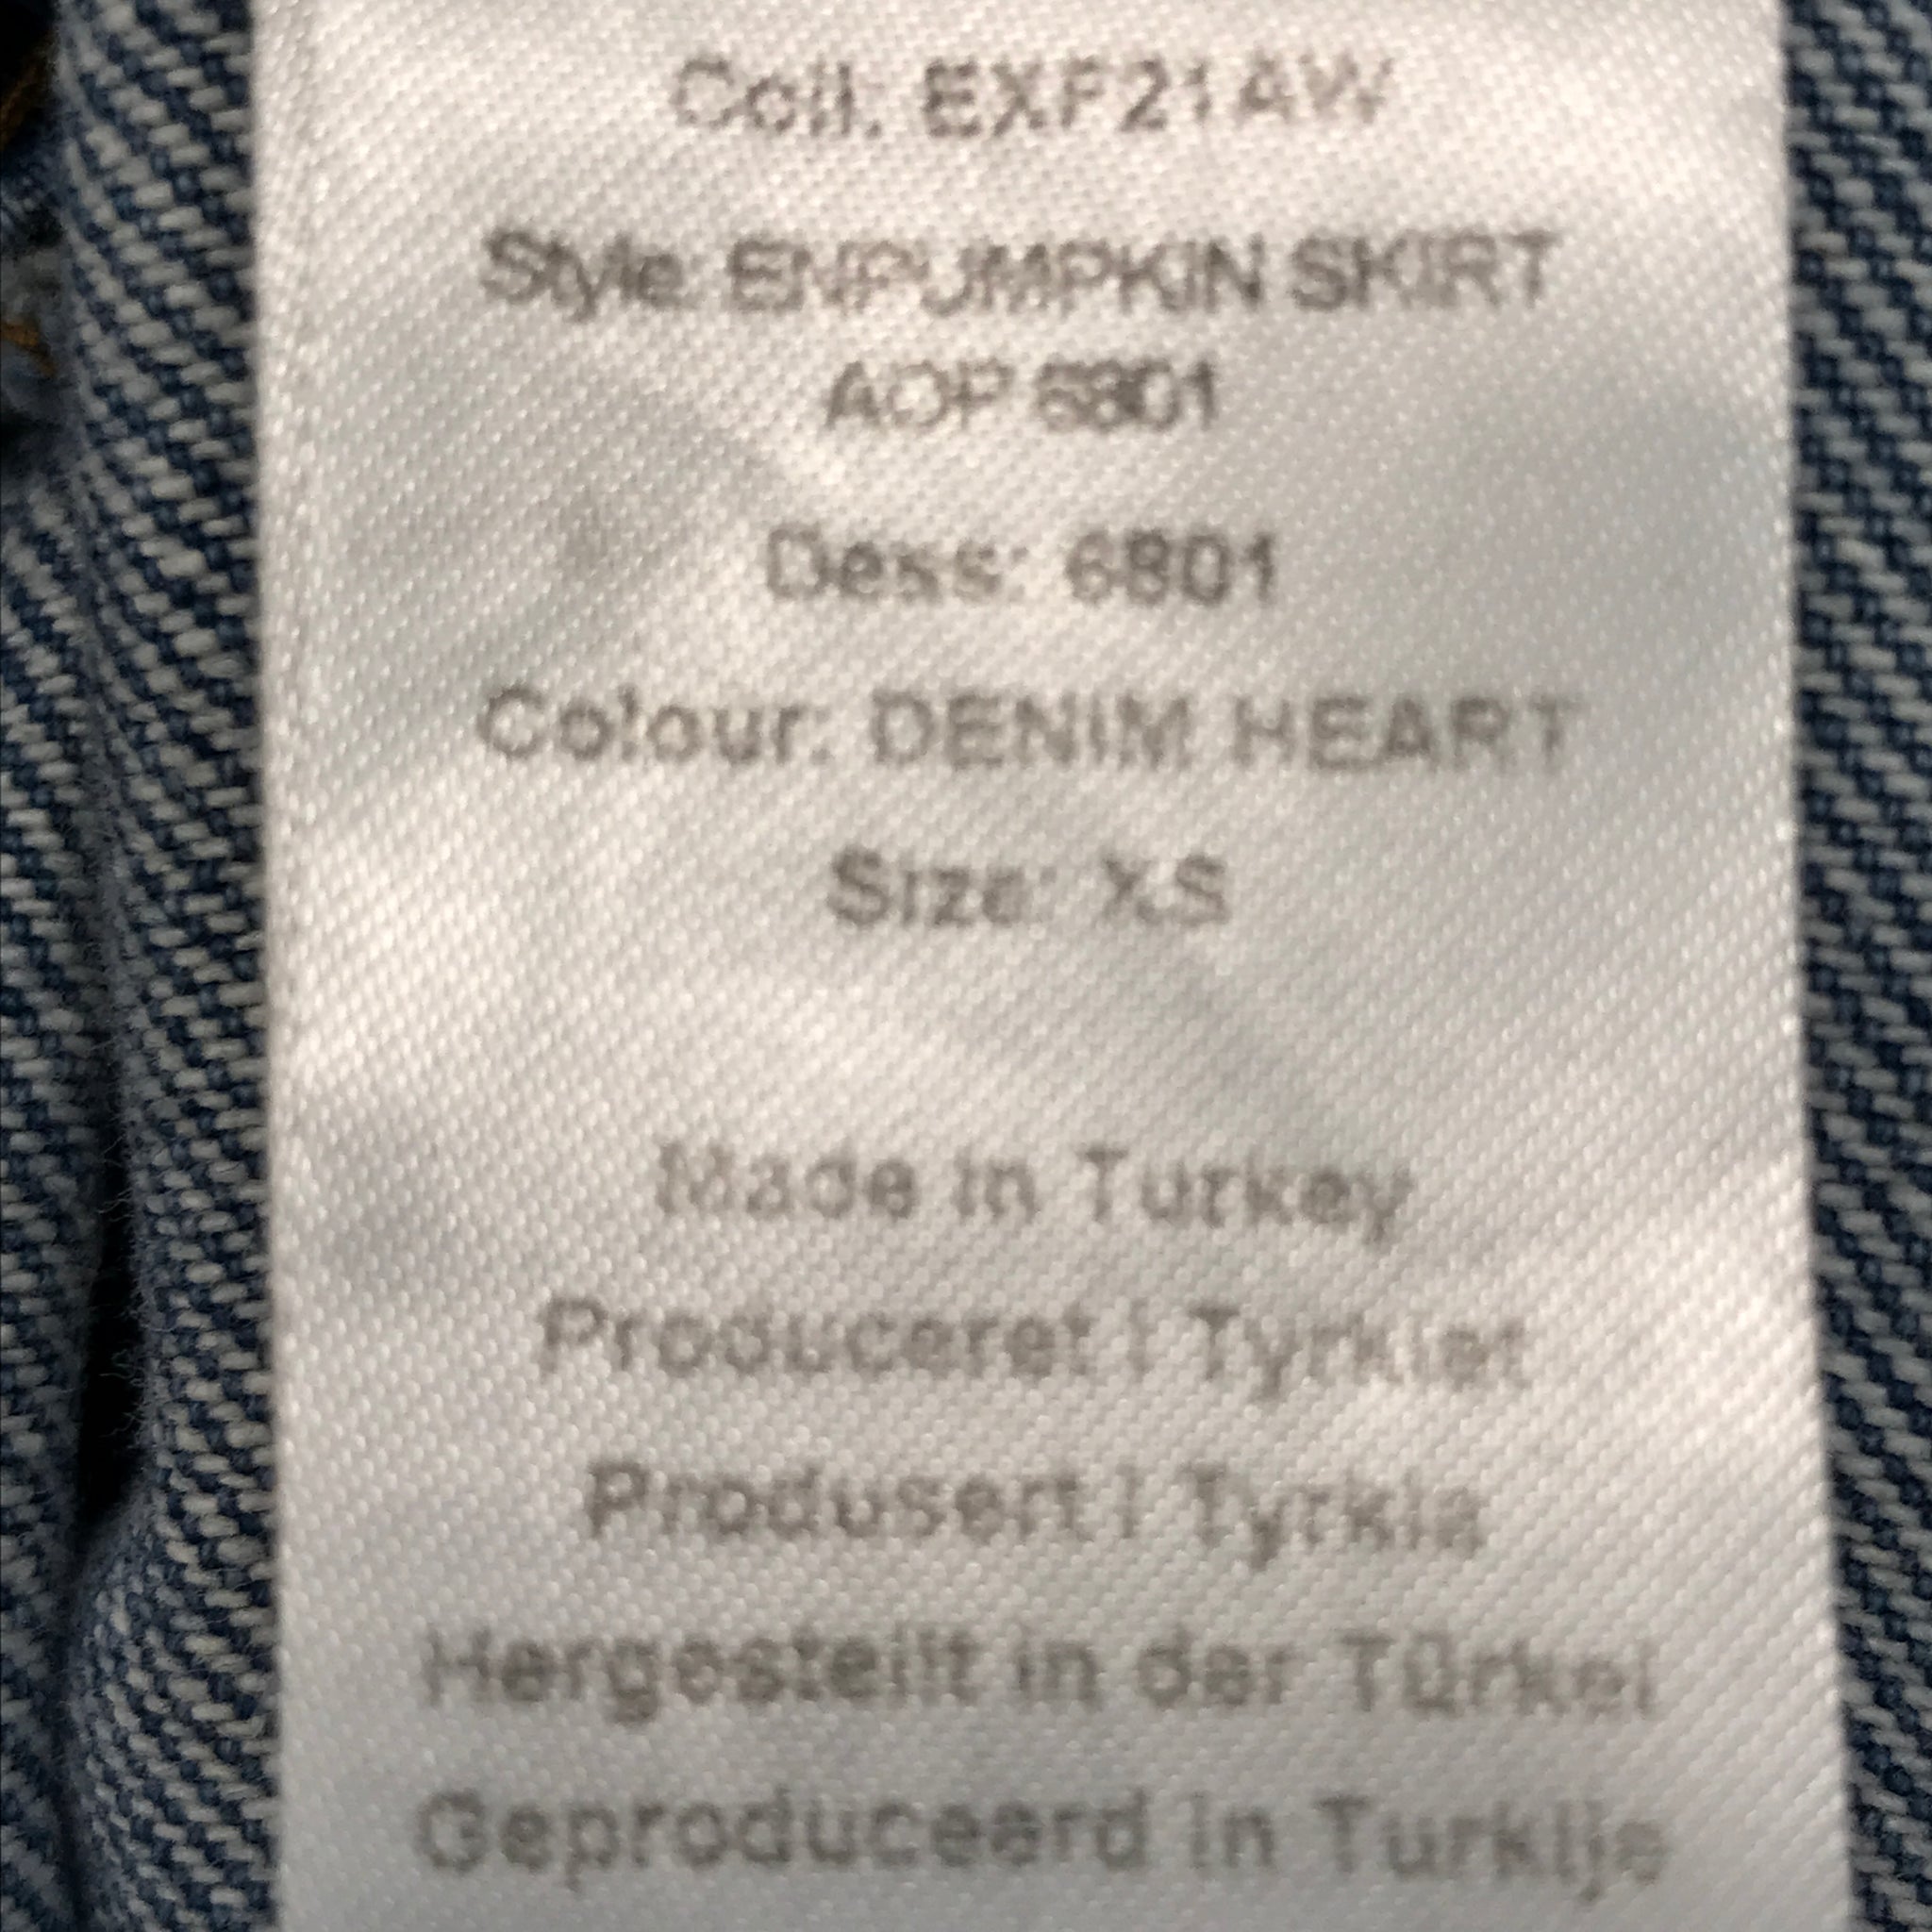 Coll: EXF21AW
Style: ENPUMPKIN SKIRT
AOP 6801
Dess: 6801
Colour: DENIM HEART
Size: XS
Made in Turkey
Produceret i Tyrkiet
Produsert i Tyrkia
Hergestellt in der Türkei
Geproduceerd in Turkije